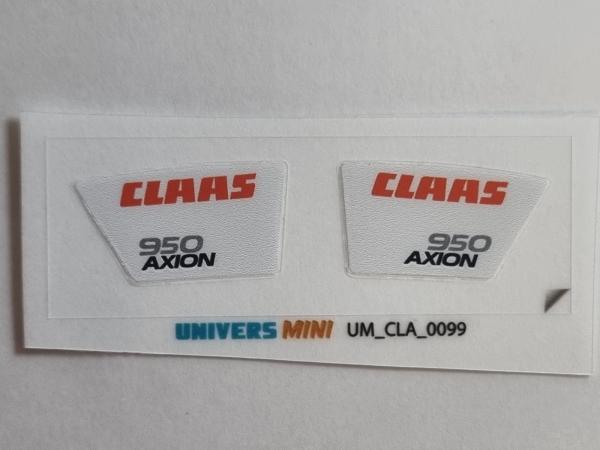 CLAAS
950
AXION
CLAAS
950
AXION
UNIVERS MINI UM_CLA_0099